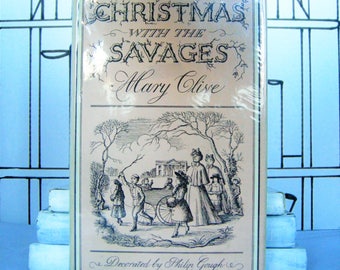 CHRISTMAS
WITH THE
SAVAGES
Mary Clive
Decorated by Philip Gough